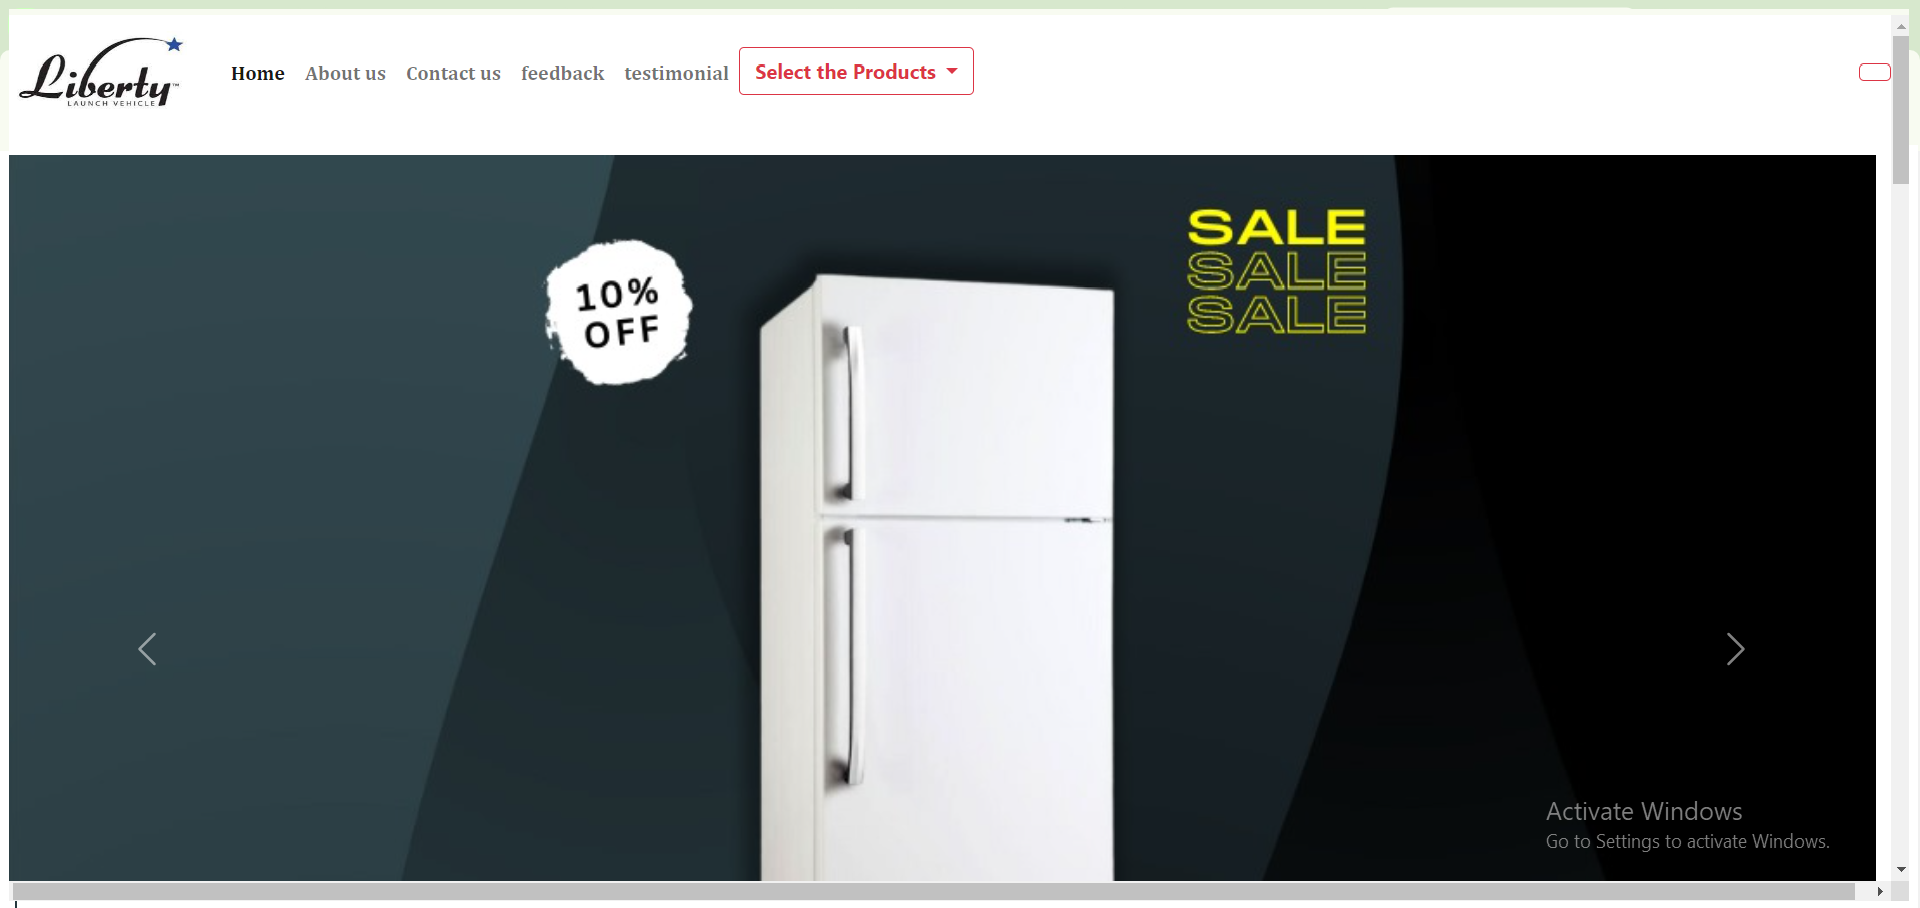 Liberty™
LAUNCH VEHICLE
Home About us Contact us feedback testimonial Select the Products
10%
OFF
SALE
SALE
SALE
Activate Windows
Go to Settings to activate Windows.